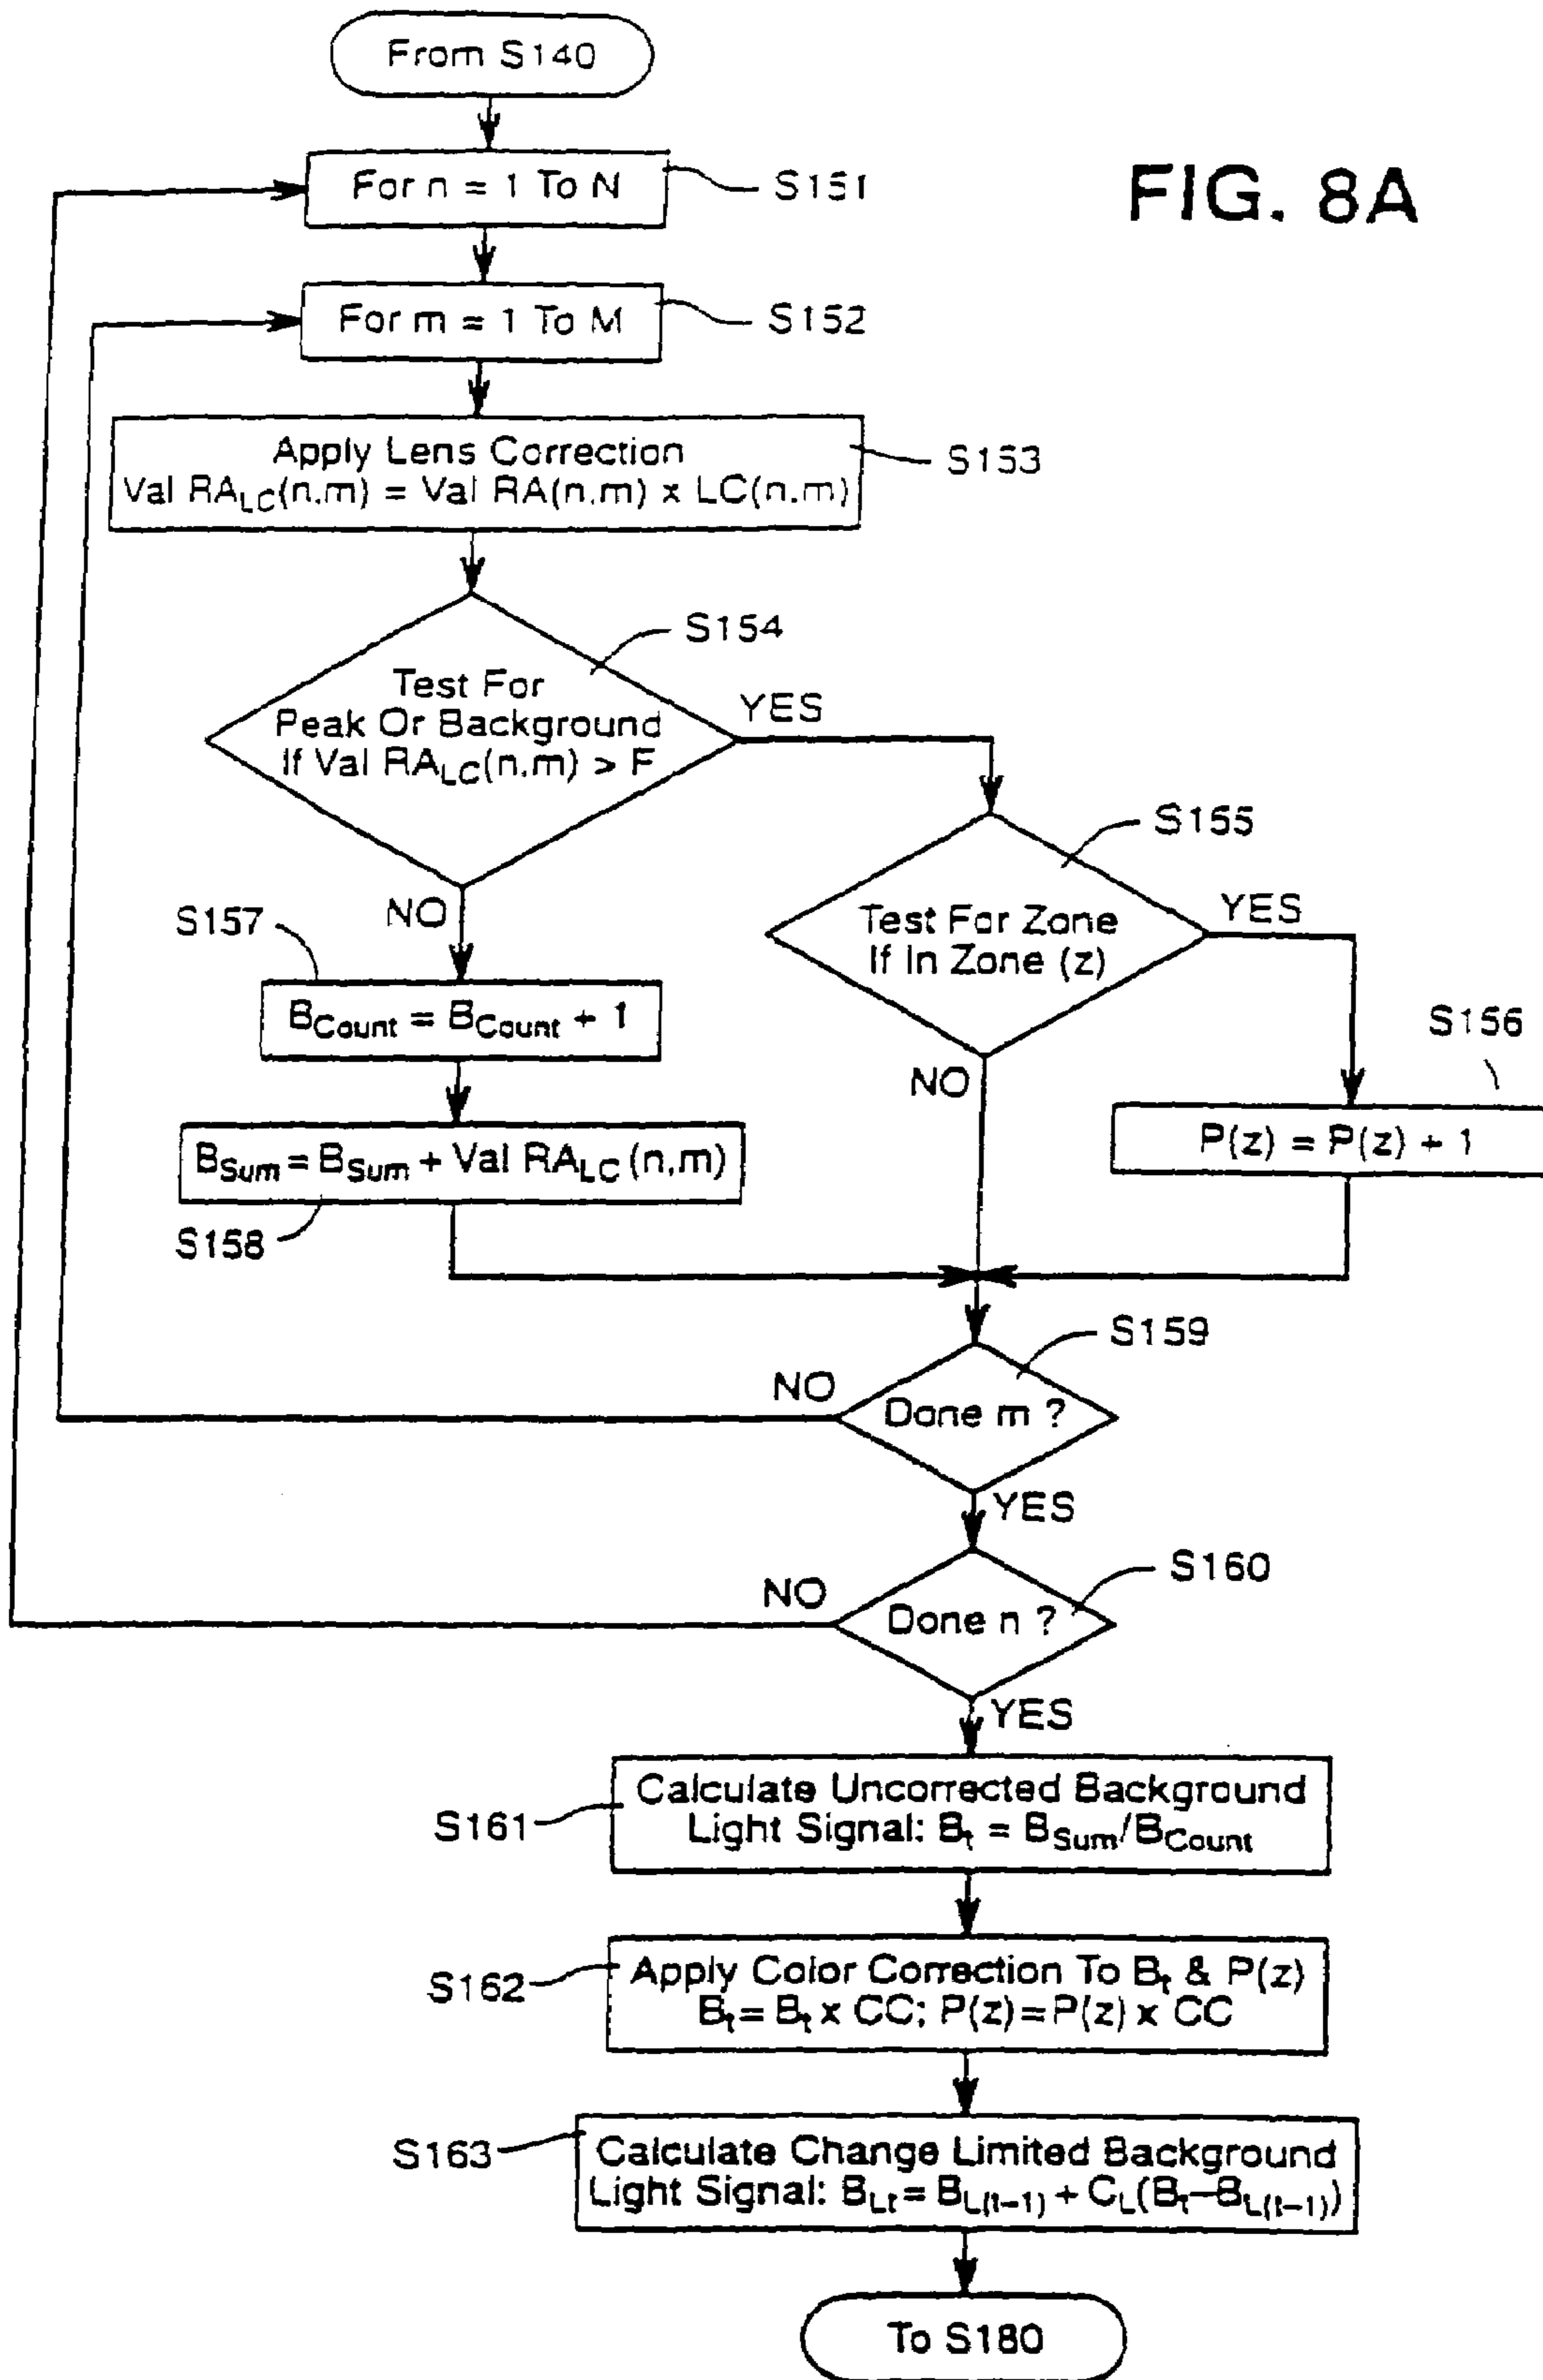 From S140
FIG. 8A
For n = 1 To N
S151
For m = 1 To M
S152
Apply Lens Correction
Val RA_LC(n,m) = Val RA(n,m) x LC(n,m)
S153
S154
Test For
Peak Or Background
If Val RA_LC(n,m) > F
YES
NO
S155
Test For Zone
If In Zone (z)
YES
NO
S156
P(z) = P(z) + 1
S157
B_Count = B_Count + 1
B_Sum = B_Sum + Val RA_LC (n,m)
S158
S159
Done m ?
NO
YES
S160
Done n ?
NO
YES
Calculate Uncorrected Background
Light Signal: B_t = B_Sum/B_Count
S161
Apply Color Correction To B_t & P(z)
B_t = B_t x CC; P(z) = P(z) x CC
S162
Calculate Change Limited Background
Light Signal: B_Lt = B_L(t-1) + C_L(B_t-B_L(t-1))
S163
To S180